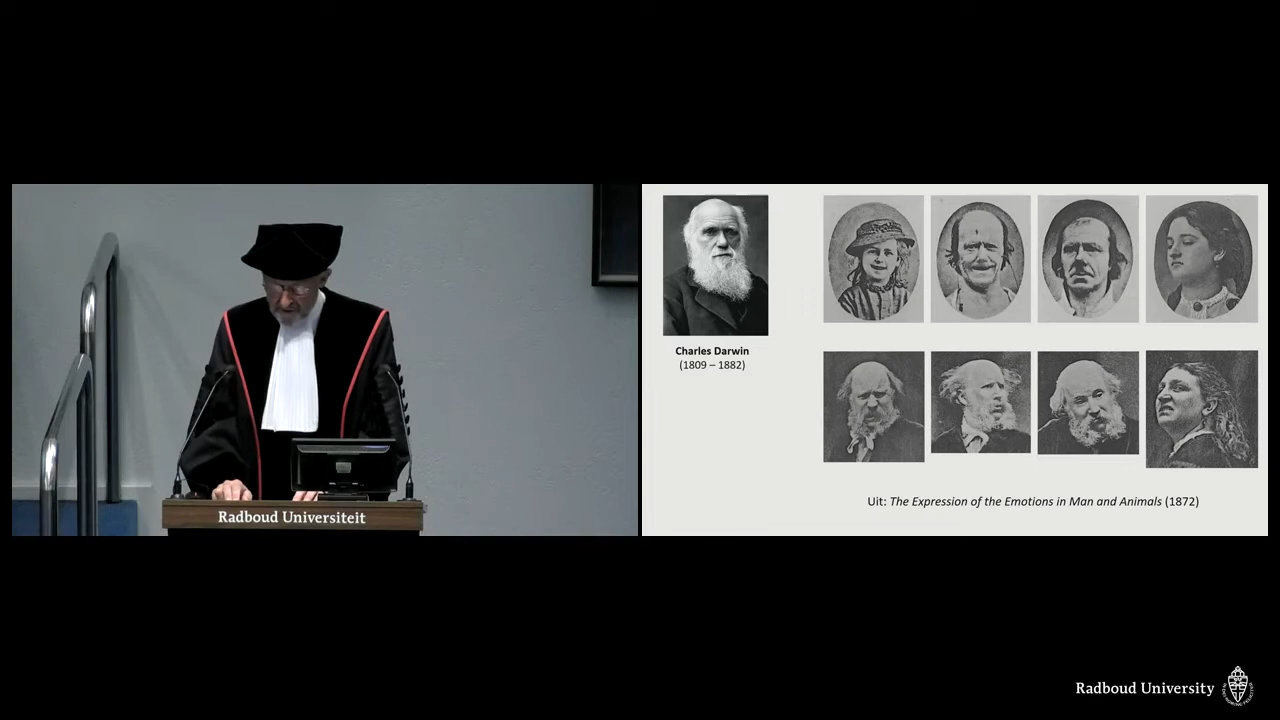 Radboud Universiteit
Charles Darwin
(1809 – 1882)
Uit: The Expression of the Emotions in Man and Animals (1872)
Radboud University